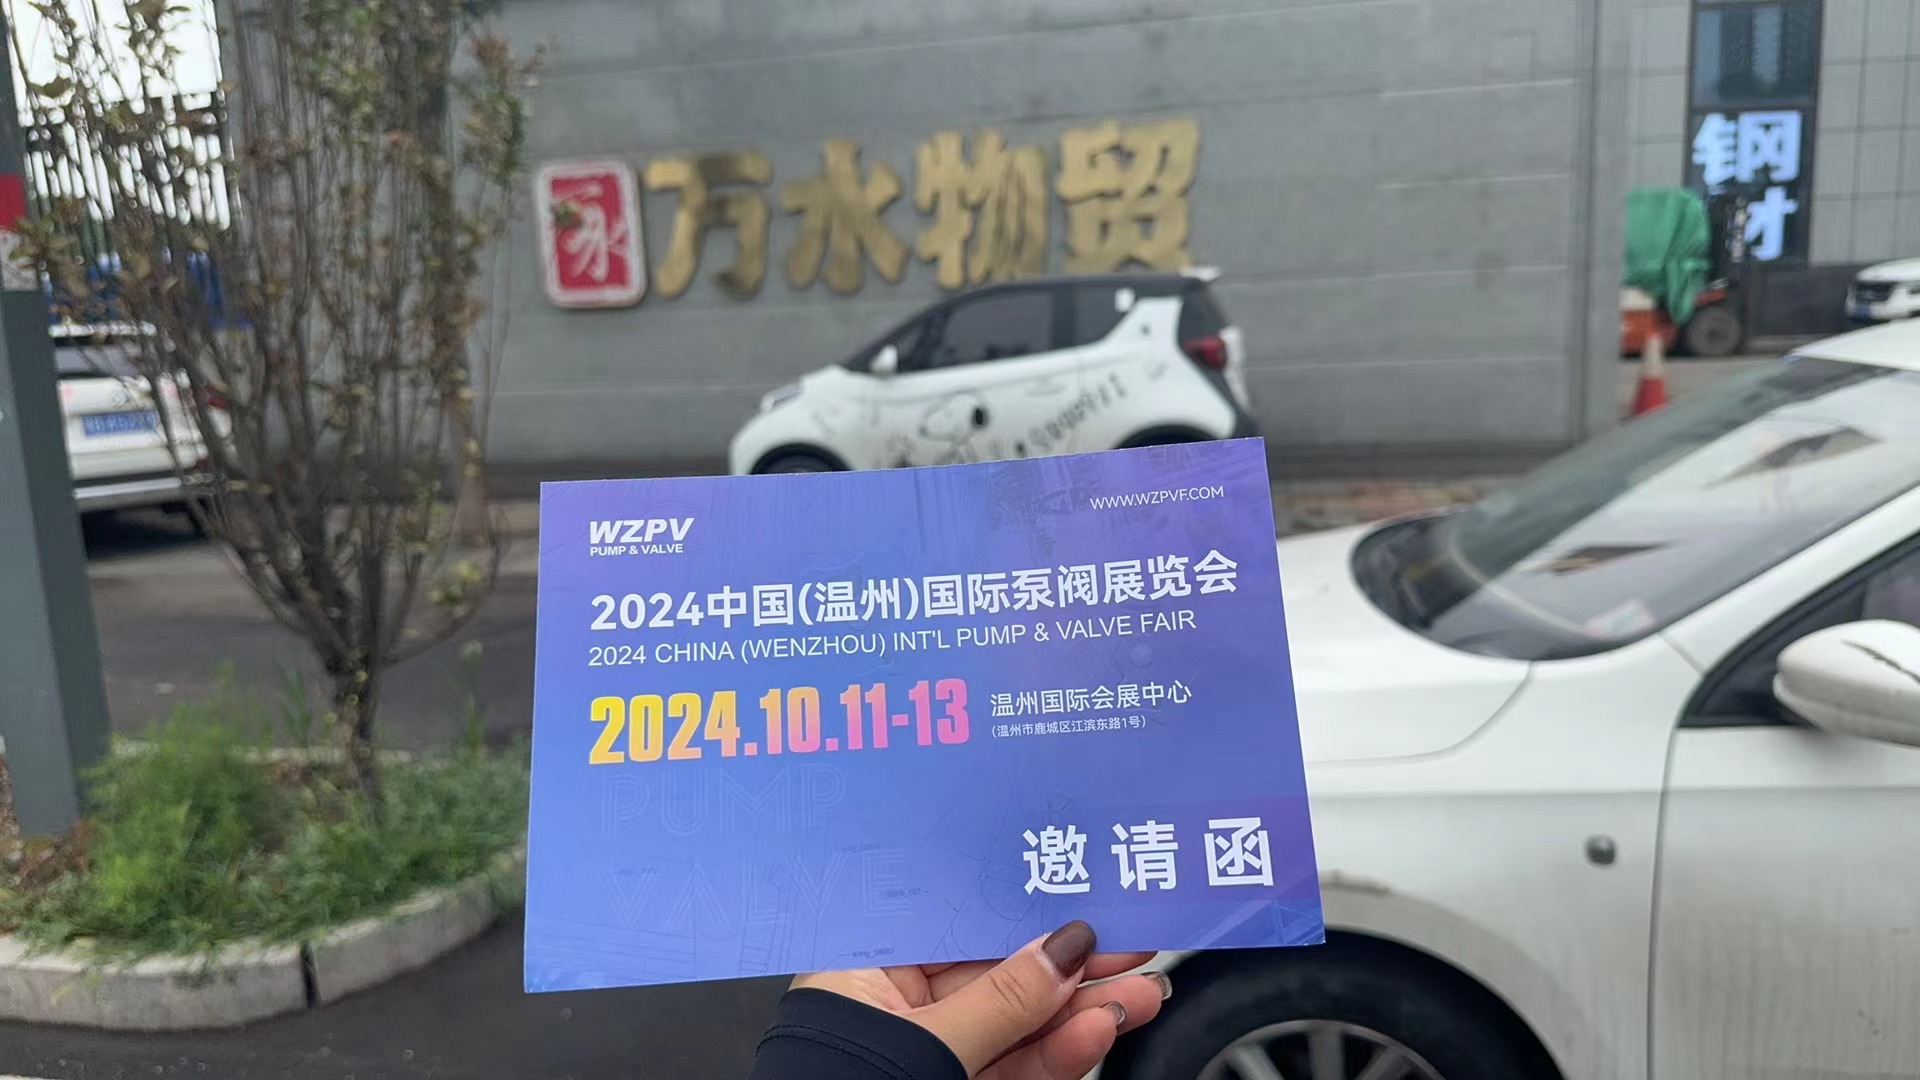 万水物贸
钢材
WZPV
PUMP & VALVE
WWW.WZPVF.COM
2024中国(温州)国际泵阀展览会
2024 CHINA (WENZHOU) INT'L PUMP & VALVE FAIR
2024.10.11-13
温州国际会展中心
(温州市鹿城区江滨东路1号)
PUMP
VALVE
邀请函